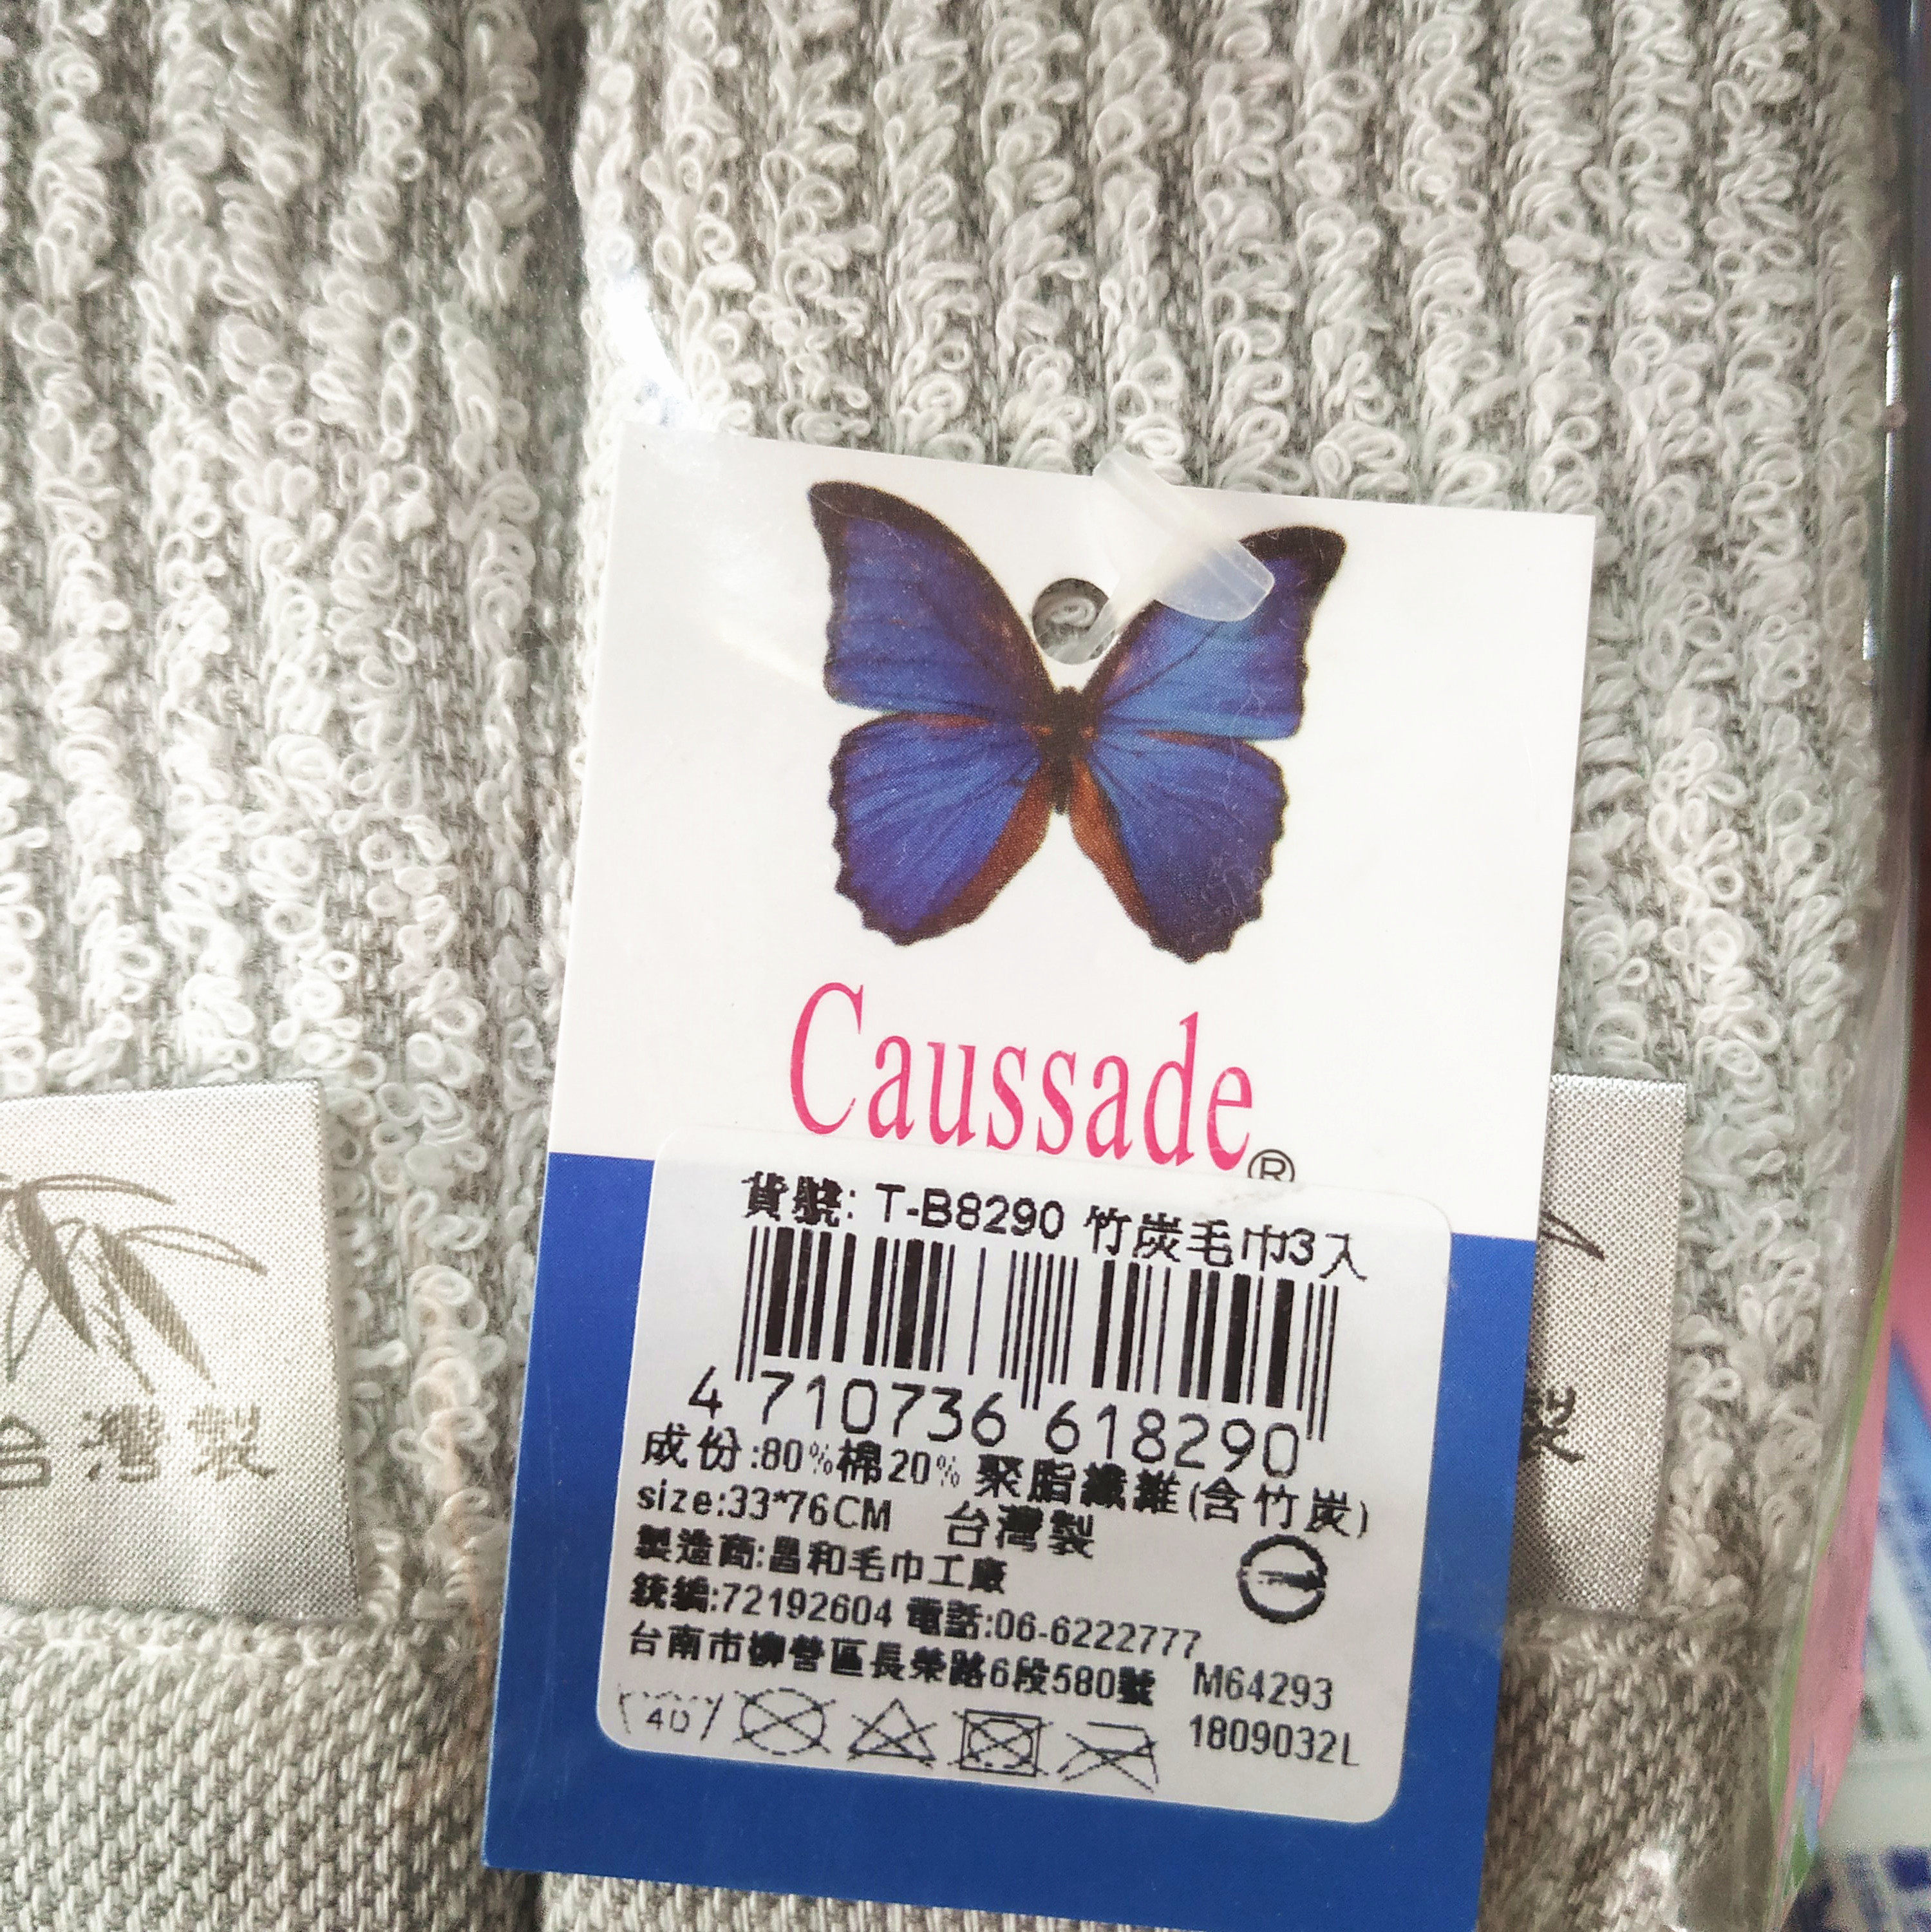 Caussade®
貨號: T-B8290 竹炭毛巾3入
4 710736 618290
成份:80%棉20% 聚脂纖維(含竹炭)
size:33*76CM 台灣製
製造商:昌和毛巾工廠
統編:72192604 電話:06-6222777
台南市柳營區長榮路6段580號 M64293
40 1809032L
台灣製
製